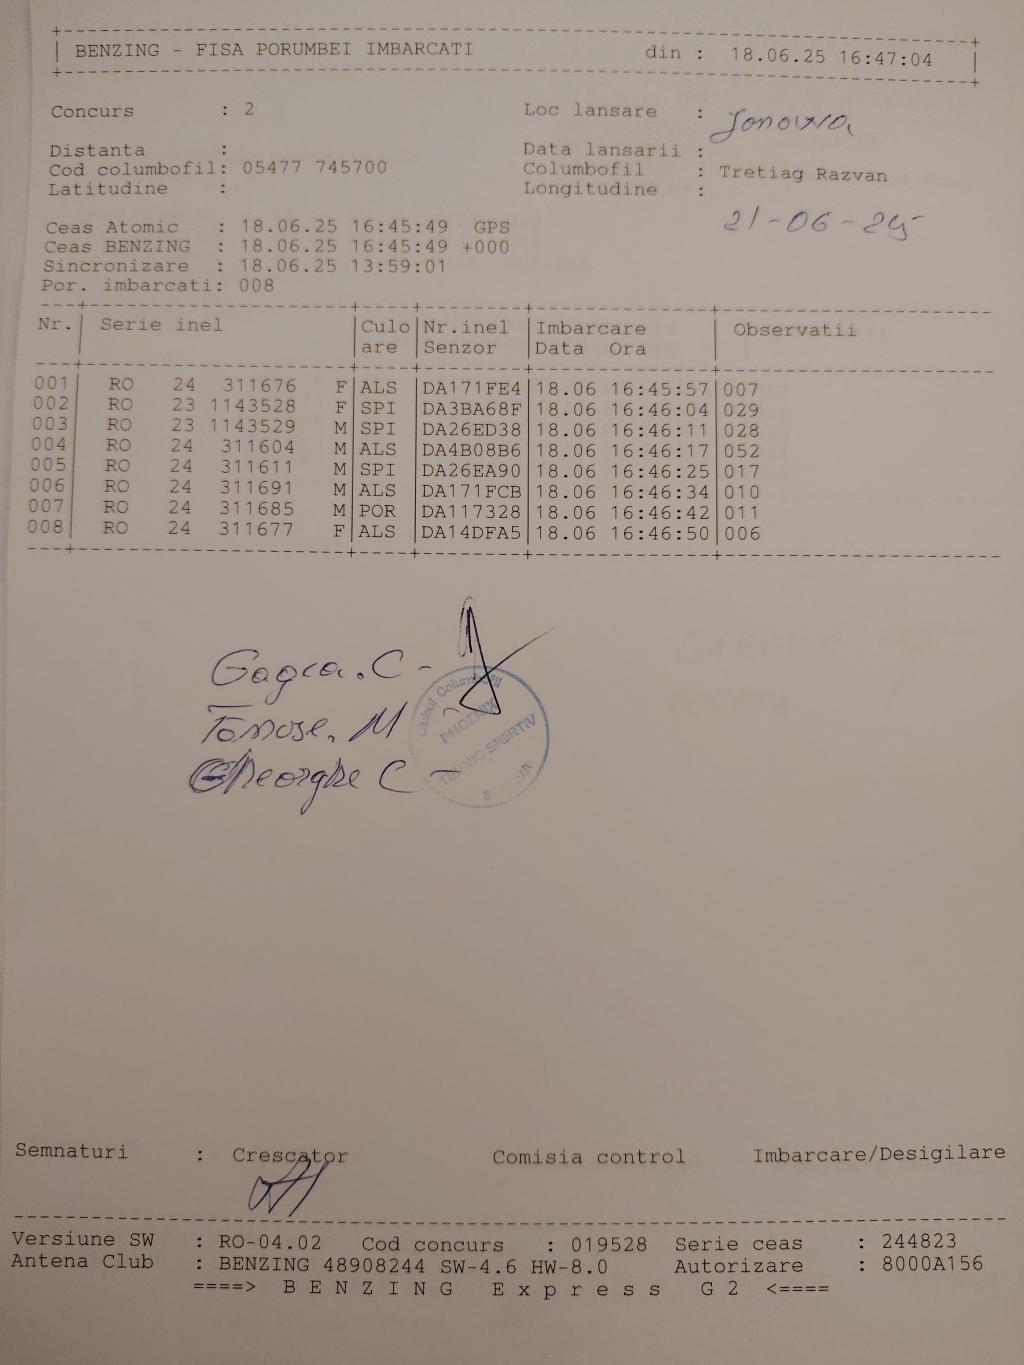 BENZING - FISA PORUMBEI IMBARCATI din : 18.06.25 16:47:04
Concurs : 2 Loc lansare : Jonowa
Distanta : Data lansarii :
Cod columbofil: 05477 745700 Columbofil : Tretiag Razvan
Latitudine : Longitudine :
21-06-25
Ceas Atomic : 18.06.25 16:45:49 GPS
Ceas BENZING : 18.06.25 16:45:49 +000
Sincronizare : 18.06.25 13:59:01
Por. imbarcati: 008
Nr. Serie inel Culo Nr.inel Imbarcare Observatii
are Senzor Data Ora
001 RO 24 311676 F ALS DA171FE4 18.06 16:45:57 007
002 RO 23 1143528 F SPI DA3BA68F 18.06 16:46:04 029
003 RO 23 1143529 M SPI DA26ED38 18.06 16:46:11 028
004 RO 24 311604 M ALS DA4B08B6 18.06 16:46:17 052
005 RO 24 311611 M SPI DA26EA90 18.06 16:46:25 017
006 RO 24 311691 M ALS DA171FCB 18.06 16:46:34 010
007 RO 24 311685 M POR DA117328 18.06 16:46:42 011
008 RO 24 311677 F ALS DA14DFA5 18.06 16:46:50 006
Gagea.C -
Tanase, M -
Gheorghe C -
Clubul Columbofil
PHOENIX
TEHNIC SPORTIV
Semnaturi : Crescator Comisia control Imbarcare/Desigilare
Versiune SW : RO-04.02 Cod concurs : 019528 Serie ceas : 244823
Antena Club : BENZING 48908244 SW-4.6 HW-8.0 Autorizare : 8000A156
====> B E N Z I N G E x p r e s s G 2 <====